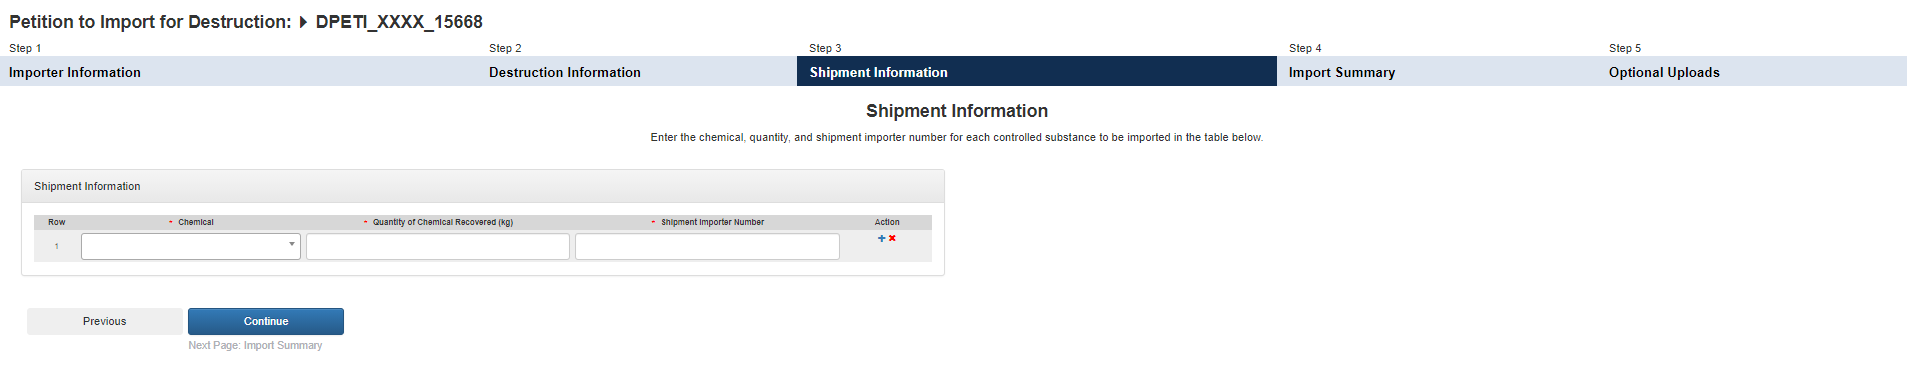 Petition to Import for Destruction: DPETI_XXXX_15668
Step 1 Step 2 Step 3 Step 4 Step 5
Importer Information Destruction Information Shipment Information Import Summary Optional Uploads
Shipment Information
Enter the chemical, quantity, and shipment importer number for each controlled substance to be imported in the table below.
Shipment Information
Row * Chemical * Quantity of Chemical Recovered (kg) * Shipment Importer Number Action
1
Previous Continue
Next Page: Import Summary